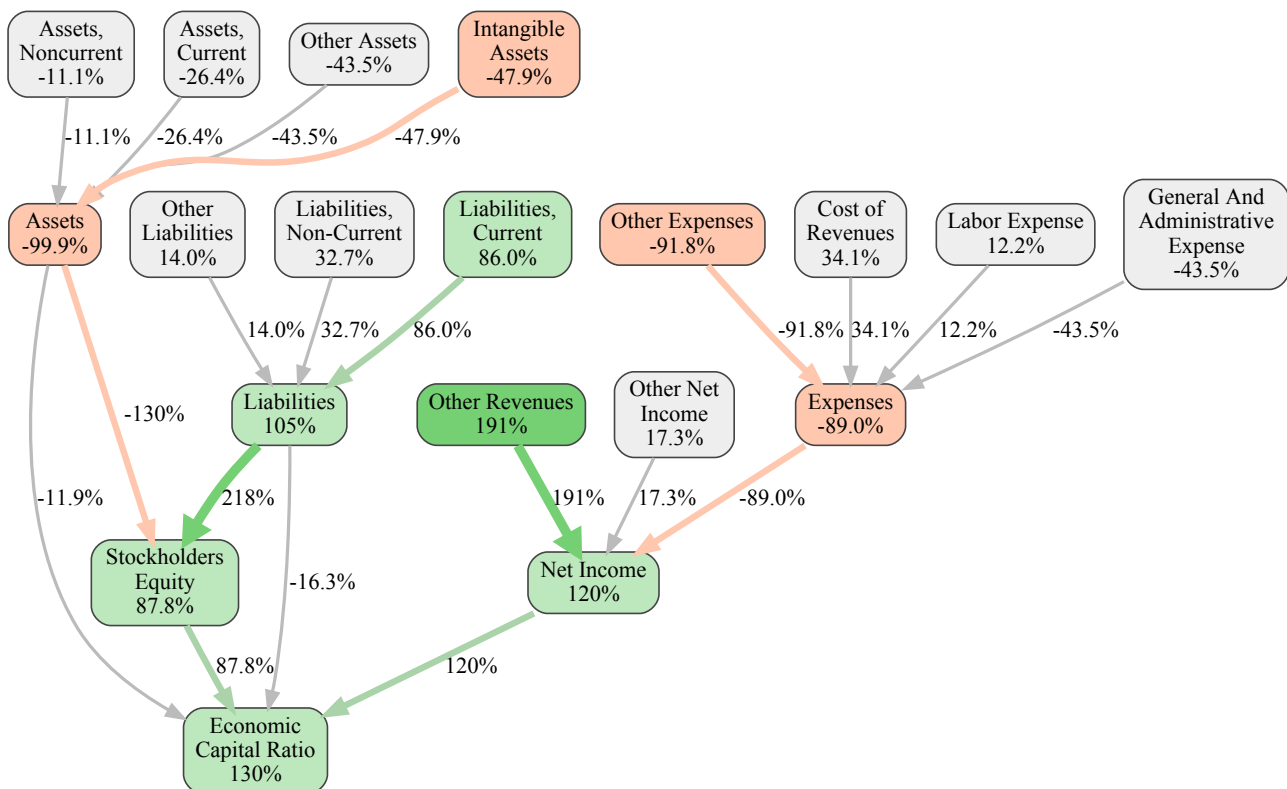 Assets,
Noncurrent
-11.1%
Assets,
Current
-26.4%
Other Assets
-43.5%
Intangible
Assets
-47.9%
-11.1%
-26.4%
-43.5%
-47.9%
Assets
-99.9%
Other
Liabilities
14.0%
Liabilities,
Non-Current
32.7%
Liabilities,
Current
86.0%
Other Expenses
-91.8%
Cost of
Revenues
34.1%
Labor Expense
12.2%
General And
Administrative
Expense
-43.5%
14.0%
32.7%
86.0%
-91.8%
34.1%
12.2%
-43.5%
-130%
Liabilities
105%
Other Revenues
191%
Other Net
Income
17.3%
Expenses
-89.0%
-11.9%
218%
191%
17.3%
-89.0%
Stockholders
Equity
87.8%
-16.3%
Net Income
120%
87.8%
120%
Economic
Capital Ratio
130%